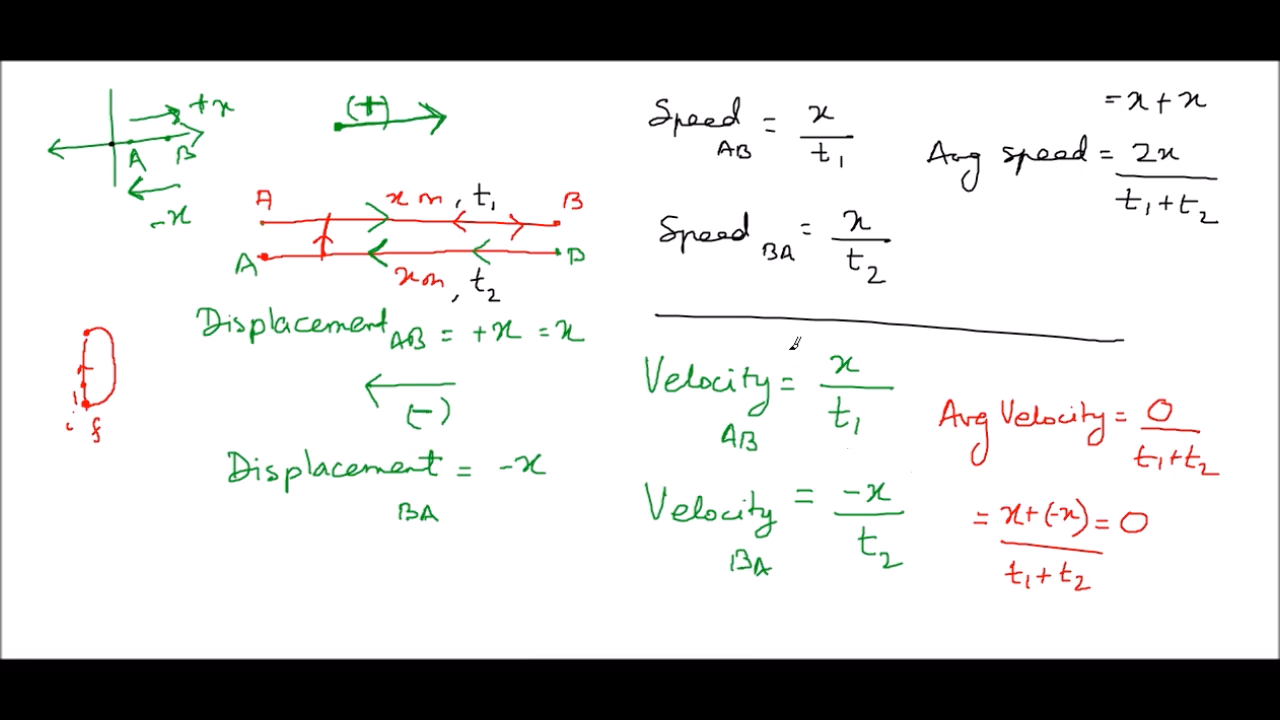 +x
A B
-x
(+)
A x m, t₁ B
A x m, t₂ B
Displacement AB = +x = x
(-)
Displacement BA = -x
i f
Speed AB = x/t₁
Speed BA = x/t₂
= x + x
Avg speed = 2x/t₁+t₂
Velocity AB = x/t₁
Velocity BA = -x/t₂
Avg Velocity = 0/t₁+t₂
= x+(-x)/t₁+t₂ = 0